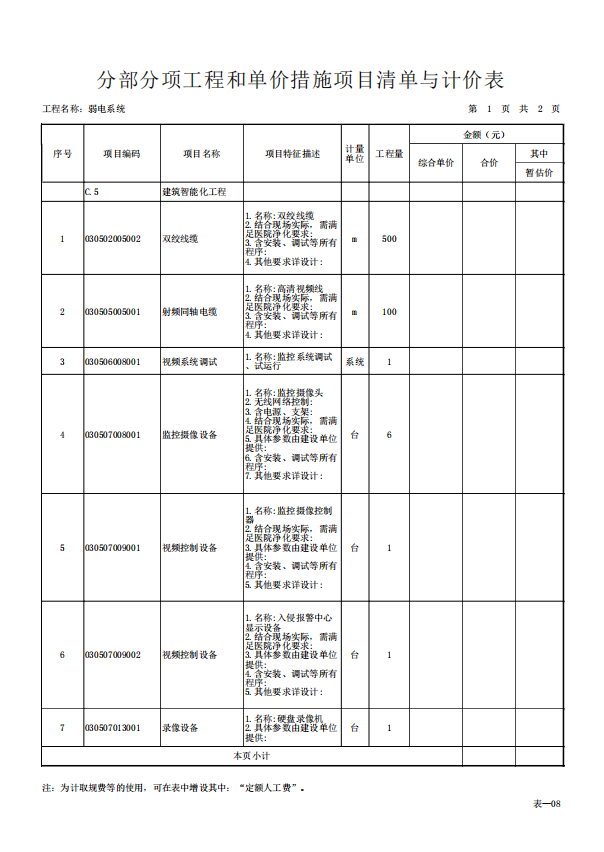 分部分项工程和单价措施项目清单与计价表
工程名称：弱电系统 第 1 页 共 2 页
序号 项目编码 项目名称 项目特征描述 计量单位 工程量 金额（元）
综合单价 合价 其中
暂估价
C.5 建筑智能化工程
1 030502005002 双绞线缆 m 500
1.名称:双绞线缆
2.结合现场实际，需满
足医院净化要求:
3.含安装、调试等所有
程序:
4.其他要求详设计:
2 030505005001 射频同轴电缆 m 100
1.名称:高清视频线
2.结合现场实际，需满
足医院净化要求:
3.含安装、调试等所有
程序:
4.其他要求详设计:
3 030506008001 视频系统调试 系统 1
1.名称:监控系统调试
、试运行
4 030507008001 监控摄像设备 台 6
1.名称:监控摄像头
2.无线网络控制:
3.含电源、支架:
4.结合现场实际，需满
足医院净化要求:
5.具体参数由建设单位
提供:
6.含安装、调试等所有
程序:
7.其他要求详设计:
5 030507009001 视频控制设备 台 1
1.名称:监控摄像控制
器
2.结合现场实际，需满
足医院净化要求:
3.具体参数由建设单位
提供:
4.含安装、调试等所有
程序:
5.其他要求详设计:
6 030507009002 视频控制设备 台 1
1.名称:入侵报警中心
显示设备
2.结合现场实际，需满
足医院净化要求:
3.具体参数由建设单位
提供:
4.含安装、调试等所有
程序:
5.其他要求详设计:
7 030507013001 录像设备 台 1
1.名称:硬盘录像机
2.具体参数由建设单位
提供:
本页小计
注：为计取规费等的使用，可在表中增设其中：“定额人工费”。
表—08